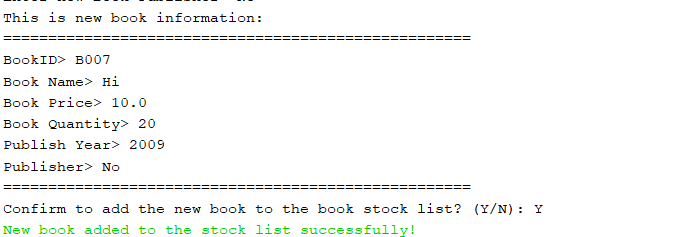 This is new book information:
====================================================
BookID> B007
Book Name> Hi
Book Price> 10.0
Book Quantity> 20
Publish Year> 2009
Publisher> No
====================================================
Confirm to add the new book to the book stock list? (Y/N): Y
New book added to the stock list successfully!